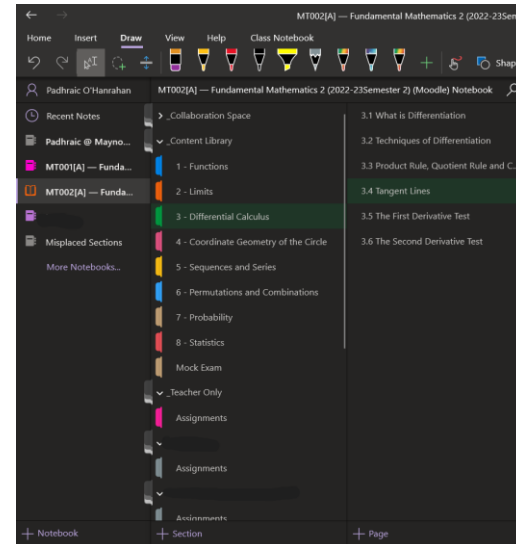 MT002[A] — Fundamental Mathematics 2 (2022-23Sem
Home Insert Draw View Help Class Notebook
Shap
Padhraic O'Hanrahan
MT002[A] — Fundamental Mathematics 2 (2022-23Semester 2) (Moodle) Notebook
Recent Notes
Padhraic @ Mayno...
MT001[A] — Funda...
MT002[A] — Funda...
Misplaced Sections
More Notebooks...
_Collaboration Space
_Content Library
1 - Functions
2 - Limits
3 - Differential Calculus
4 - Coordinate Geometry of the Circle
5 - Sequences and Series
6 - Permutations and Combinations
7 - Probability
8 - Statistics
Mock Exam
_Teacher Only
Assignments
Assignments
Assignments
3.1 What is Differentiation
3.2 Techniques of Differentiation
3.3 Product Rule, Quotient Rule and C...
3.4 Tangent Lines
3.5 The First Derivative Test
3.6 The Second Derivative Test
+ Notebook
+ Section
+ Page